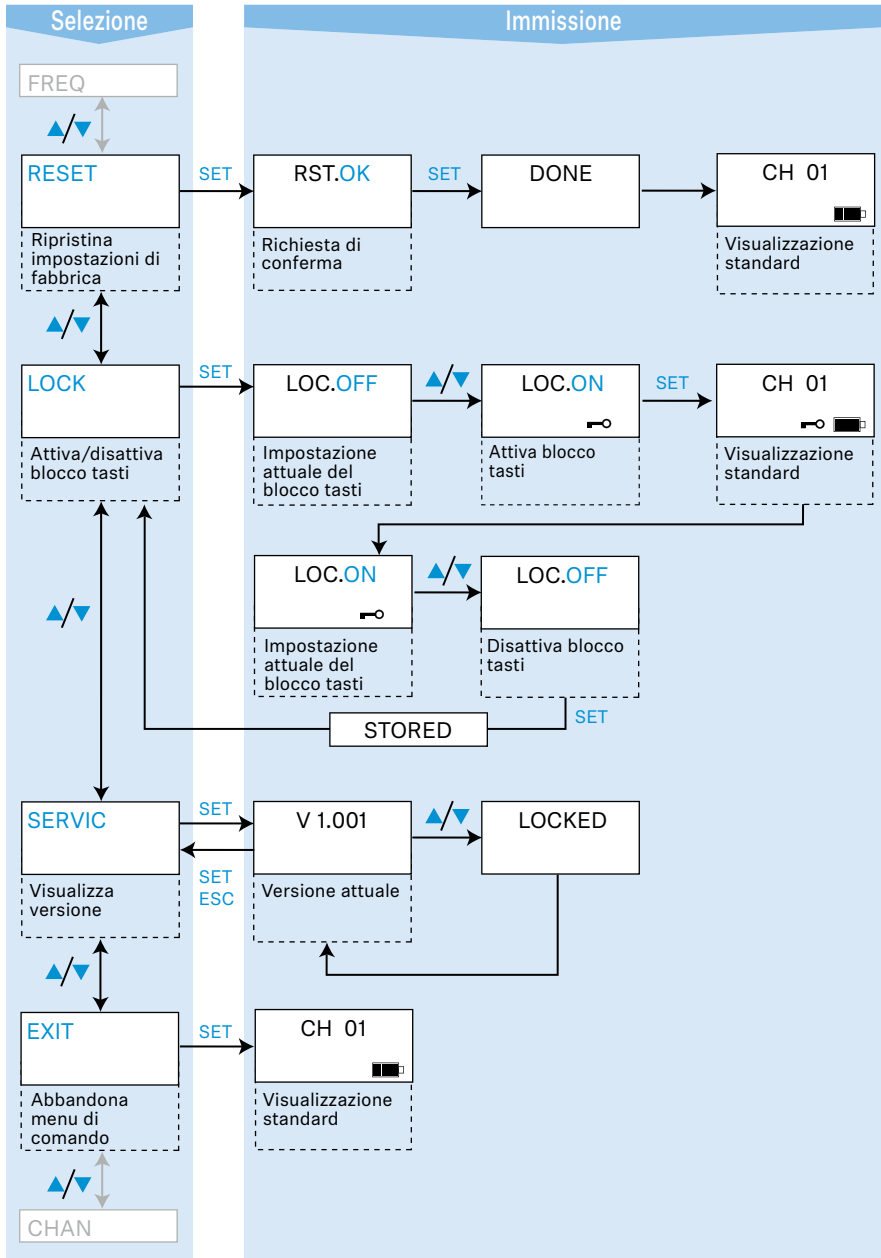 Selezione
Immissione
FREQ
▲/▼
RESET
SET
RST.OK
SET
DONE
CH 01
Ripristina
impostazioni di
fabbrica
Richiesta di
conferma
Visualizzazione
standard
▲/▼
LOCK
SET
LOC.OFF
▲/▼
LOC.ON
SET
CH 01
Attiva/disattiva
blocco tasti
Impostazione
attuale del
blocco tasti
Attiva blocco
tasti
Visualizzazione
standard
LOC.ON
▲/▼
LOC.OFF
▲/▼
Impostazione
attuale del
blocco tasti
Disattiva blocco
tasti
STORED
SET
SERVIC
SET
SET
ESC
V 1.001
▲/▼
LOCKED
Visualizza
versione
Versione attuale
▲/▼
EXIT
SET
CH 01
Abbandona
menu di
comando
Visualizzazione
standard
▲/▼
CHAN